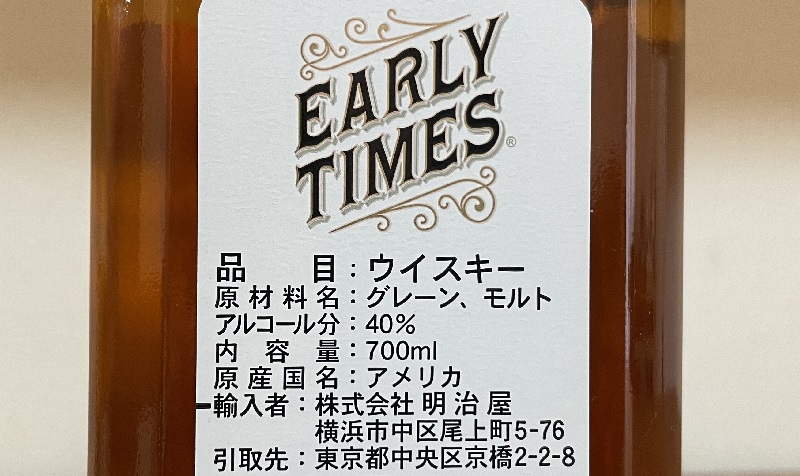 EARLY
TIMES®
品目：ウイスキー
原材料名：グレーン、モルト
アルコール分：40%
内容量：700ml
原産国名：アメリカ
輸入者：株式会社 明治屋
横浜市中区尾上町5-76
引取先：東京都中央区京橋2-2-8